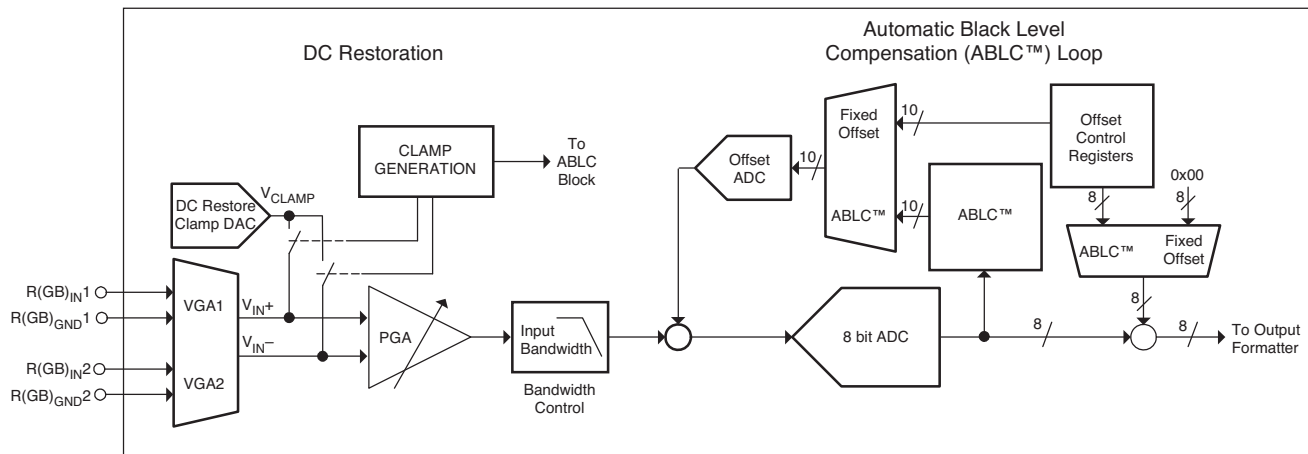 DC Restoration
Automatic Black Level
Compensation (ABLC™) Loop
CLAMP
GENERATION
To
ABLC
Block
DC Restore
Clamp DAC
VCLAMP
Offset
ADC
10
Fixed
Offset
ABLC™
10
10
ABLC™
Offset
Control
Registers
8
0x00
8
ABLC™
Fixed
Offset
8
R(GB)IN1
R(GB)GND1
R(GB)IN2
R(GB)GND2
VGA1
VGA2
VIN+
VIN−
PGA
Input
Bandwidth
Bandwidth
Control
8 bit ADC
8
8
To Output
Formatter